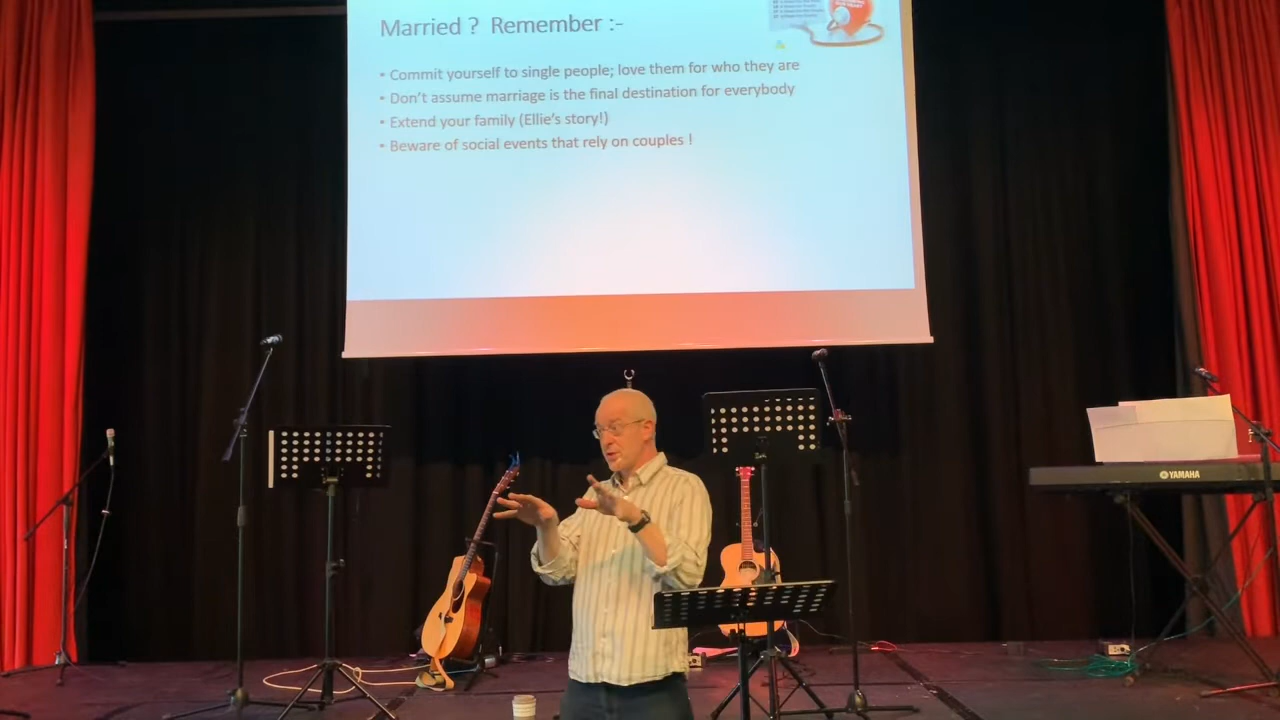 Married ? Remember :-
• Commit yourself to single people; love them for who they are
• Don't assume marriage is the final destination for everybody
• Extend your family (Ellie's story!)
• Beware of social events that rely on couples !
YAMAHA